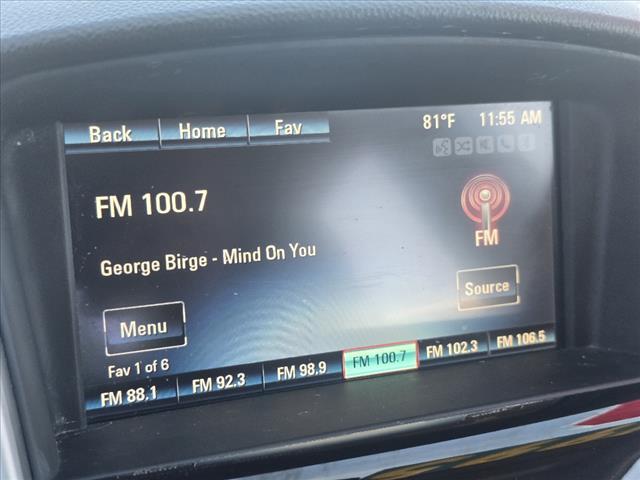 Back Home Fav 81°F 11:55 AM
FM 100.7
FM
George Birge - Mind On You
Source
Menu
Fav 1 of 6
FM 88.1 FM 92.3 FM 98.9 FM 100.7 FM 102.3 FM 106.5